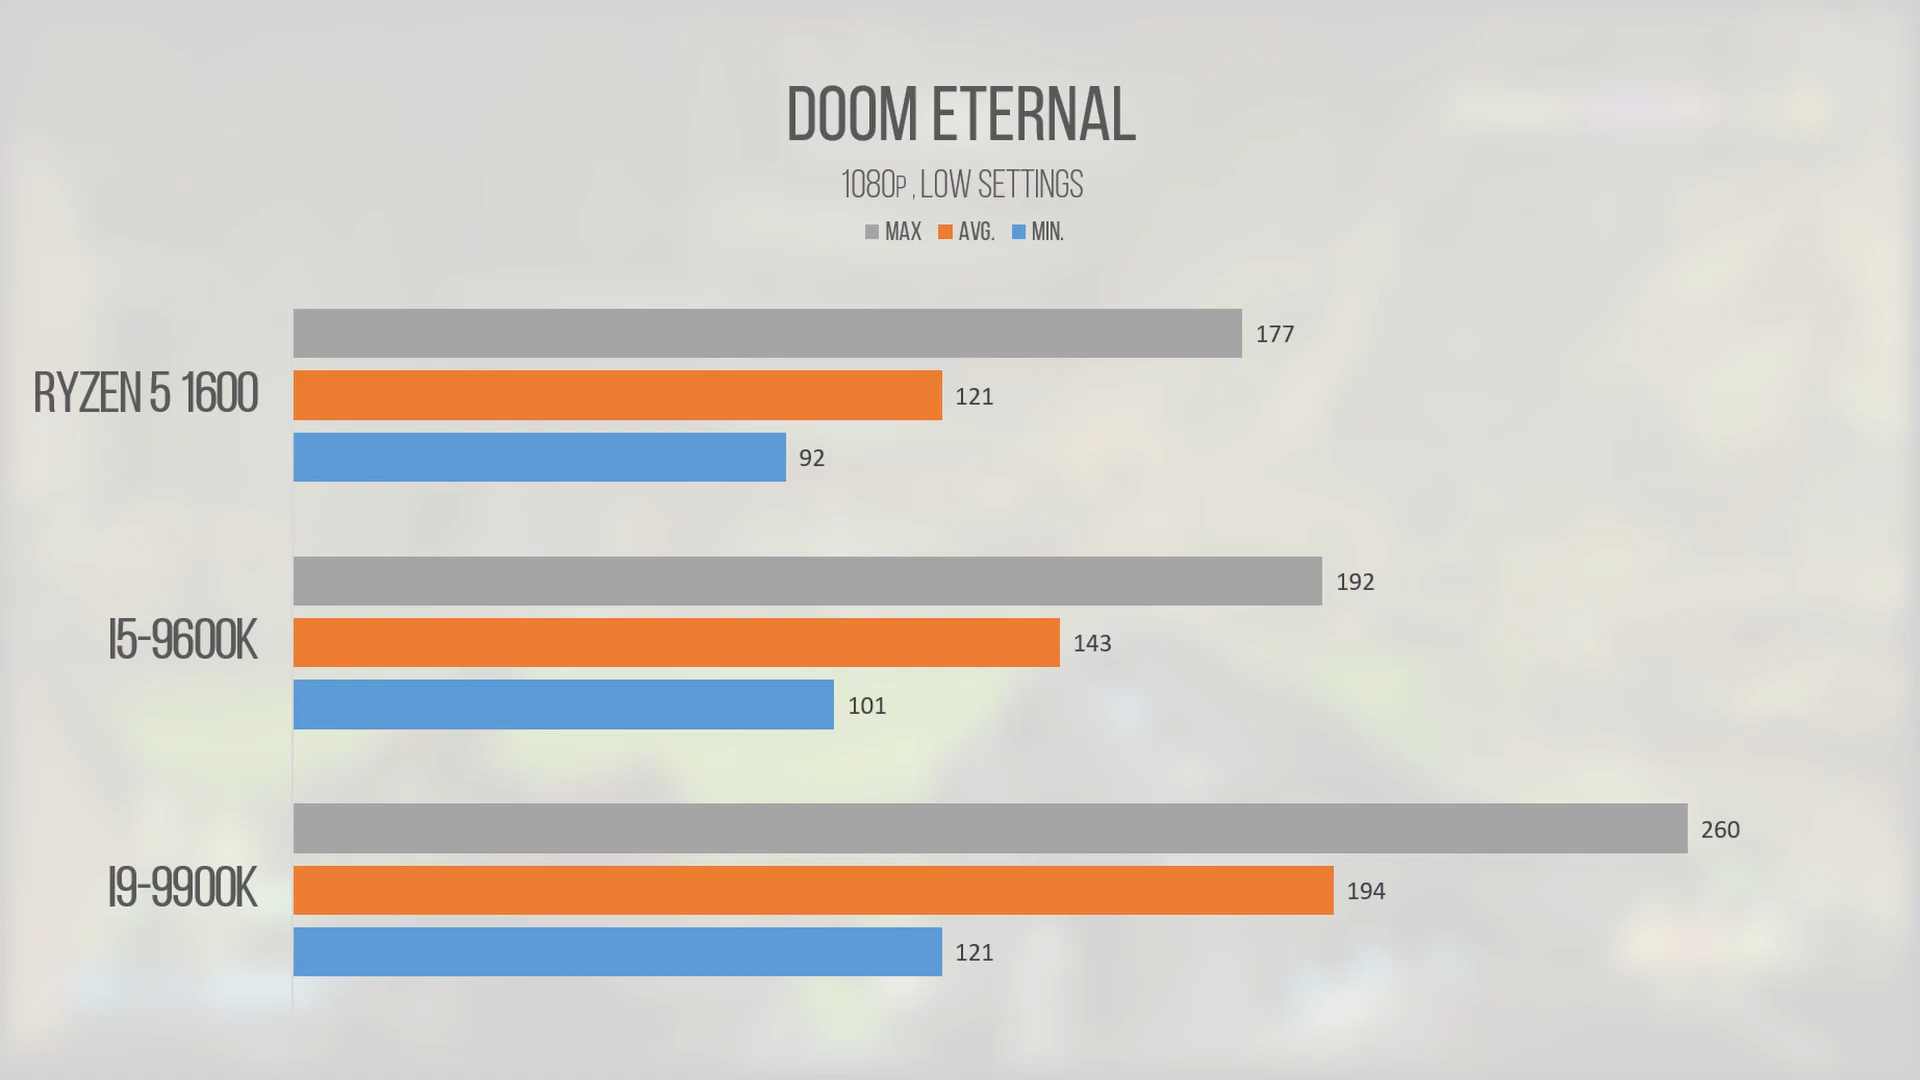 DOOM ETERNAL
1080P , LOW SETTINGS
MAX AVG. MIN.
RYZEN 5 1600
177
121
92
I5-9600K
192
143
101
I9-9900K
260
194
121